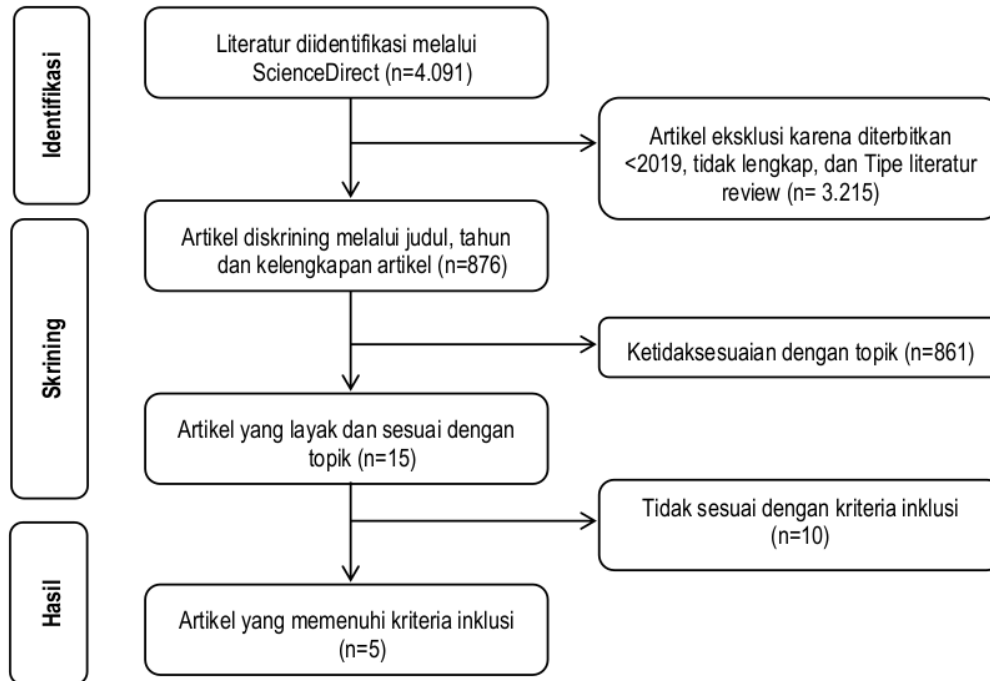 Identifikasi
Literatur diidentifikasi melalui
ScienceDirect (n=4.091)
Artikel eksklusi karena diterbitkan
<2019, tidak lengkap, dan Tipe literatur
review (n= 3.215)
Skrining
Artikel diskrining melalui judul, tahun
dan kelengkapan artikel (n=876)
Ketidaksesuaian dengan topik (n=861)
Artikel yang layak dan sesuai dengan
topik (n=15)
Tidak sesuai dengan kriteria inklusi
(n=10)
Hasil
Artikel yang memenuhi kriteria inklusi
(n=5)